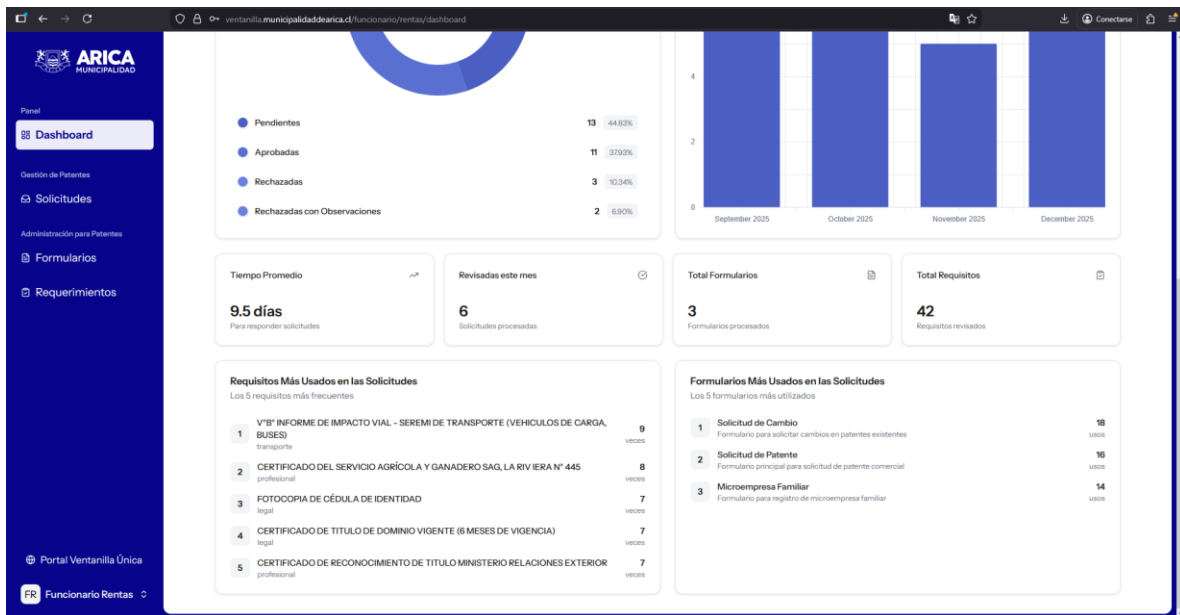 ventanilla.municipalidaddearica.cl/funcionario/rentas/dashboard
Conectarse
ARICA
MUNICIPALIDAD
Panel
Dashboard
Gestión de Patentes
Solicitudes
Administración para Patentes
Formularios
Requerimientos
Portal Ventanilla Única
FR Funcionario Rentas
Pendientes 13 44.83%
Aprobadas 11 37.93%
Rechazadas 3 10.34%
Rechazadas con Observaciones 2 6.90%
4
2
0
September 2025 October 2025 November 2025 December 2025
Tiempo Promedio
9.5 días
Para responder solicitudes
Revisadas este mes
6
Solicitudes procesadas
Total Formularios
3
Formularios procesados
Total Requisitos
42
Requisitos revisados
Requisitos Más Usados en las Solicitudes
Los 5 requisitos más frecuentes
1 V°B° INFORME DE IMPACTO VIAL - SEREMI DE TRANSPORTE (VEHICULOS DE CARGA,
BUSES)
transporte
9
veces
2 CERTIFICADO DEL SERVICIO AGRÍCOLA Y GANADERO SAG, LA RIV IERA N° 445
profesional
8
veces
3 FOTOCOPIA DE CÉDULA DE IDENTIDAD
legal
7
veces
4 CERTIFICADO DE TITULO DE DOMINIO VIGENTE (6 MESES DE VIGENCIA)
legal
7
veces
5 CERTIFICADO DE RECONOCIMIENTO DE TITULO MINISTERIO RELACIONES EXTERIOR
profesional
7
veces
Formularios Más Usados en las Solicitudes
Los 5 formularios más utilizados
1 Solicitud de Cambio
Formulario para solicitar cambios en patentes existentes
18
usos
2 Solicitud de Patente
Formulario principal para solicitud de patente comercial
16
usos
3 Microempresa Familiar
Formulario para registro de microempresa familiar
14
usos